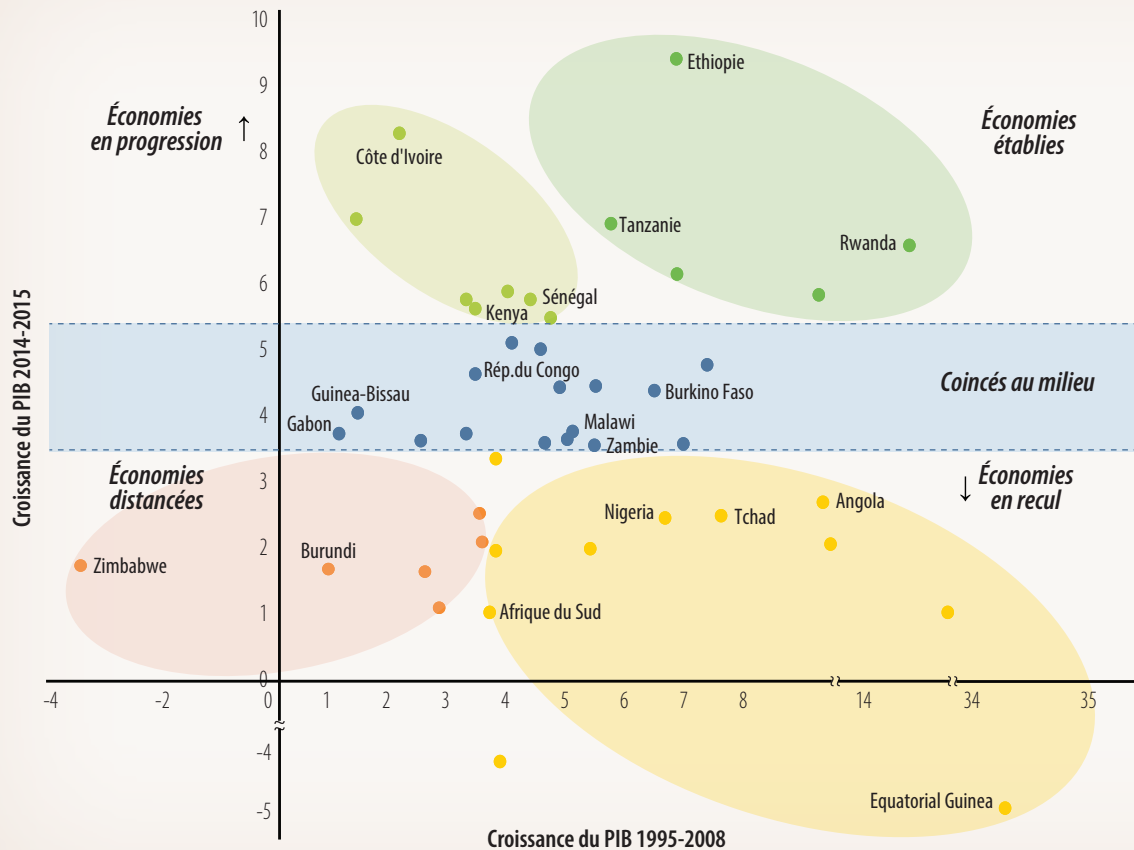 10
9
8
7
6
5
4
3
2
1
0
-4
-5
Croissance du PIB 2014-2015
Économies
en progression
↑
Économies
établies
Ethiopie
Côte d'Ivoire
Tanzanie
Rwanda
Sénégal
Kenya
Coincés au milieu
Rép.du Congo
Guinea-Bissau
Burkino Faso
Gabon
Malawi
Zambie
Économies
distancées
↓
Économies
en recul
Nigeria
Tchad
Angola
Zimbabwe
Burundi
Afrique du Sud
-4 -2 0 1 2 3 4 5 6 7 8 14 34 35
Equatorial Guinea
Croissance du PIB 1995-2008